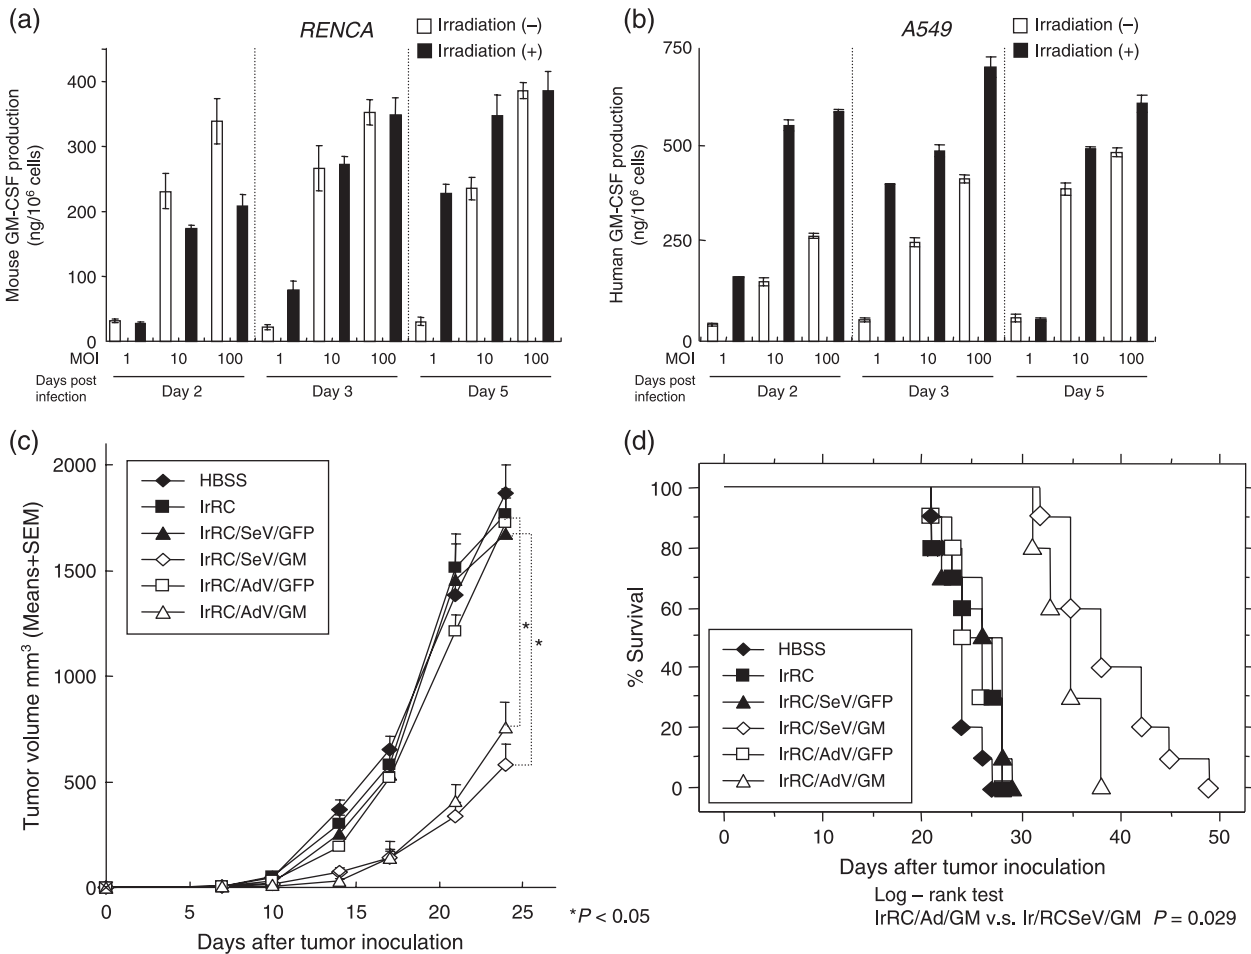 (a)
RENCA
Irradiation (–)
Irradiation (+)
Mouse GM-CSF production
(ng/10⁶ cells)
400
300
200
100
0
MOI 1 10 100 1 10 100 1 10 100
Days post
infection
Day 2 Day 3 Day 5
(b)
A549
Irradiation (–)
Irradiation (+)
Human GM-CSF production
(ng/10⁶ cells)
750
500
250
0
MOI 1 10 100 1 10 100 1 10 100
Days post
infection
Day 2 Day 3 Day 5
(c)
Tumor volume mm³ (Means+SEM)
2000
1500
1000
500
0
HBSS
IrRC
IrRC/SeV/GFP
IrRC/SeV/GM
IrRC/AdV/GFP
IrRC/AdV/GM
*
*
0 5 10 15 20 25
*P < 0.05
Days after tumor inoculation
(d)
% Survival
100
80
60
40
20
0
HBSS
IrRC
IrRC/SeV/GFP
IrRC/SeV/GM
IrRC/AdV/GFP
IrRC/AdV/GM
0 10 20 30 40 50
Days after tumor inoculation
Log – rank test
IrRC/Ad/GM v.s. Ir/RCSeV/GM P = 0.029